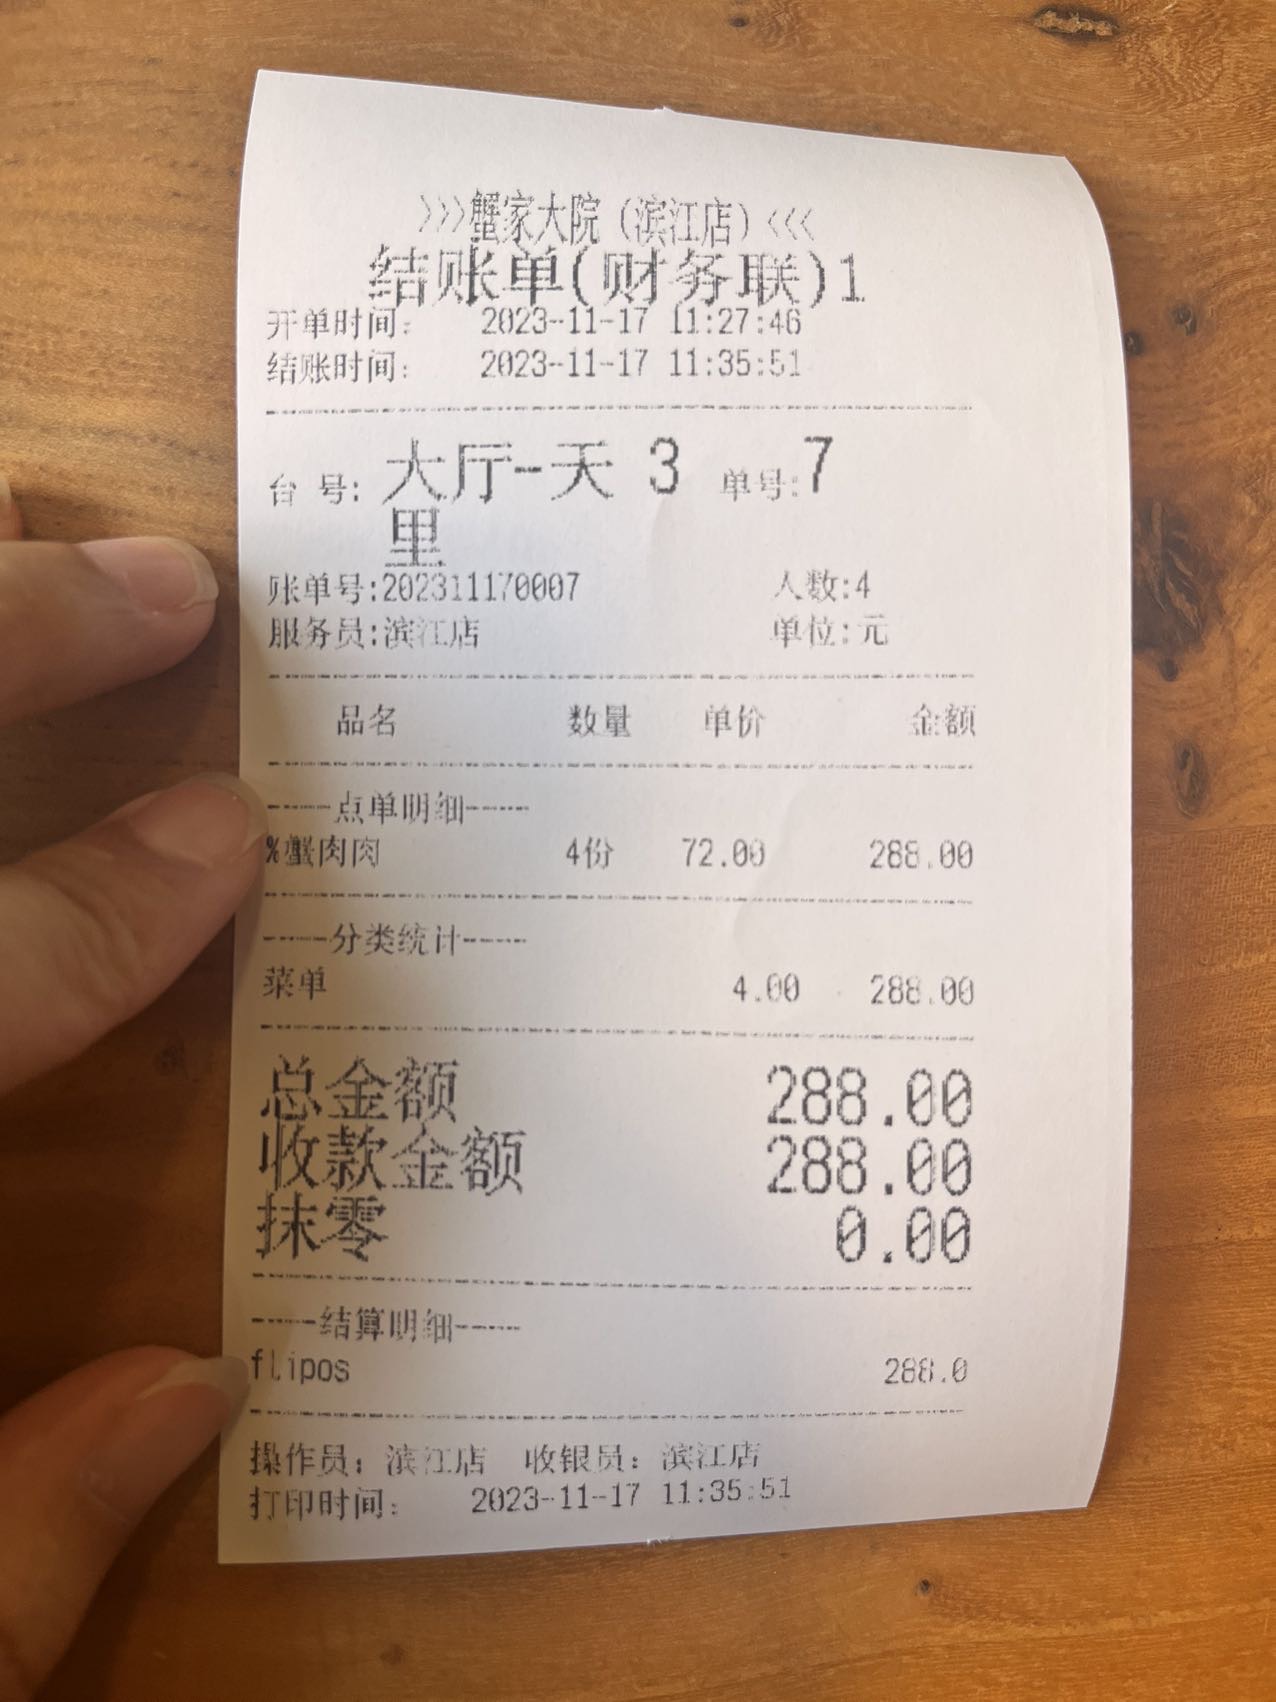 >>>蟹家大院(滨江店)<<<
结账单(财务联)1
开单时间: 2023-11-17 11:27:46
结账时间: 2023-11-17 11:35:51
台 号: 大厅-天 3 单号:7
里
账单号:202311170007 人数:4
服务员:滨江店 单位:元
品名 数量 单价 金额
-----点单明细-----
%蟹肉肉 4份 72.00 288.00
-----分类统计-----
菜单 4.00 288.00
总金额 288.00
收款金额 288.00
抹零 0.00
-----结算明细-----
flipos 288.0
操作员: 滨江店 收银员: 滨江店
打印时间: 2023-11-17 11:35:51